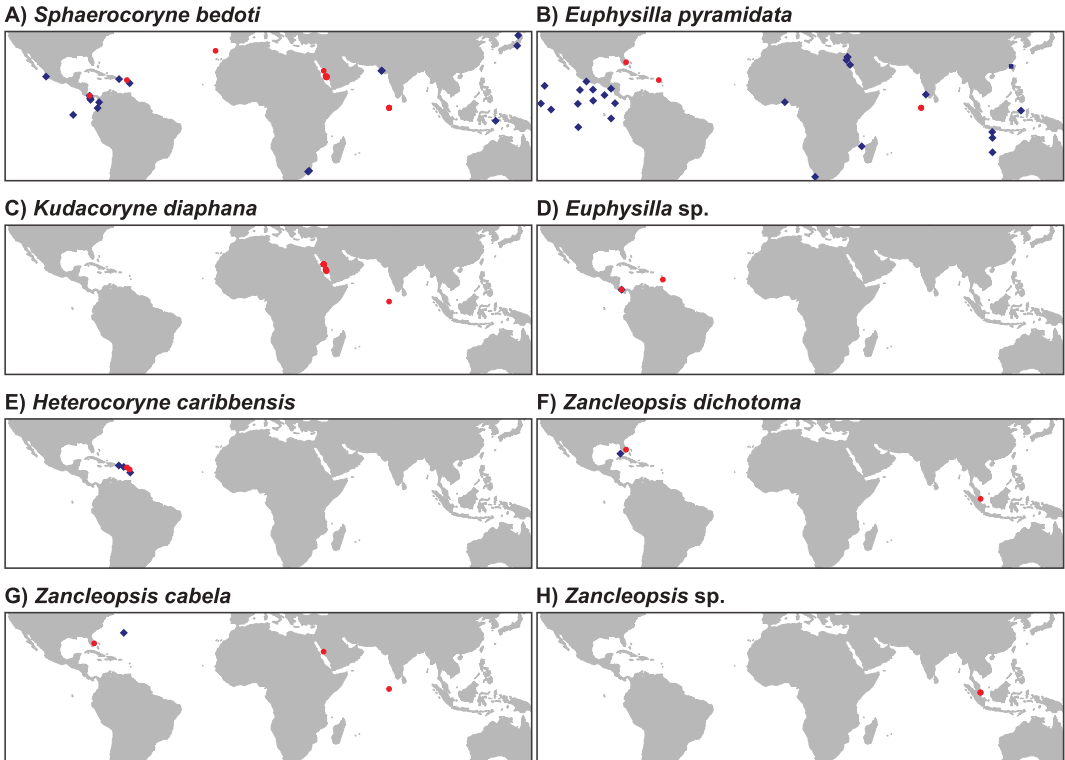 A) Sphaerocoryne bedoti
B) Euphysilla pyramidata
C) Kudacoryne diaphana
D) Euphysilla sp.
E) Heterocoryne caribbensis
F) Zancleopsis dichotoma
G) Zancleopsis cabela
H) Zancleopsis sp.